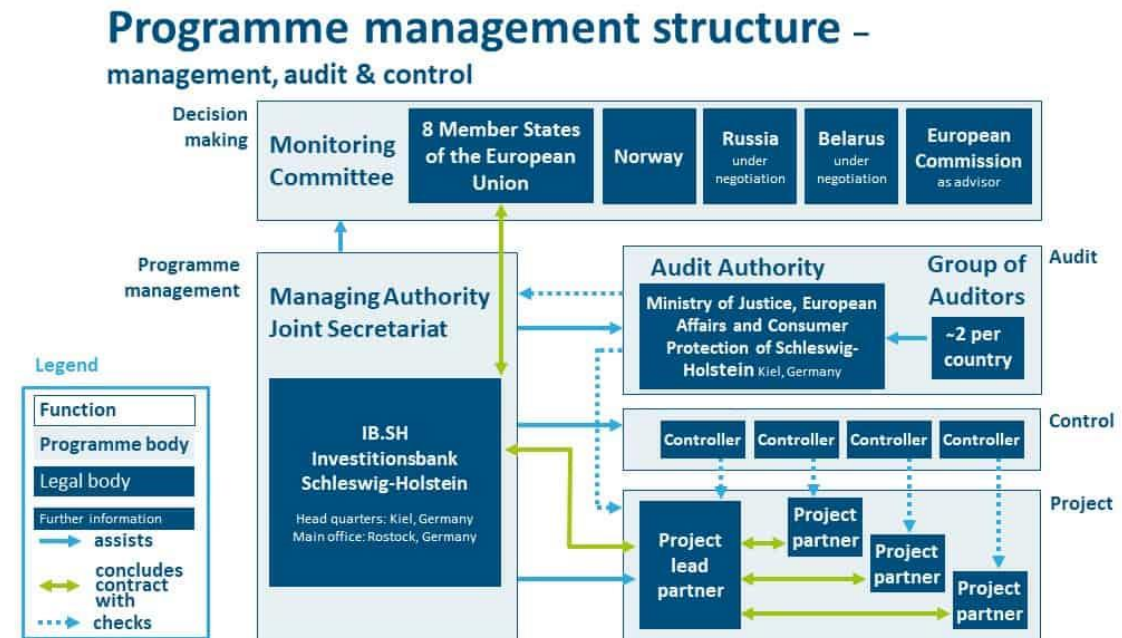 Programme management structure –
management, audit & control
Decision
making
Monitoring
Committee
8 Member States
of the European
Union
Norway
Russia
under
negotiation
Belarus
under
negotiation
European
Commission
as advisor
Programme
management
Managing Authority
Joint Secretariat
IB.SH
Investitionsbank
Schleswig-Holstein
Head quarters: Kiel, Germany
Main office: Rostock, Germany
Audit
Audit Authority
Ministry of Justice, European
Affairs and Consumer
Protection of Schleswig-
Holstein Kiel, Germany
Group of
Auditors
~2 per
country
Control
Controller
Controller
Controller
Controller
Project
Project
lead
partner
Project
partner
Project
partner
Project
partner
Legend
Function
Programme body
Legal body
Further information
assists
concludes
contract
with
checks